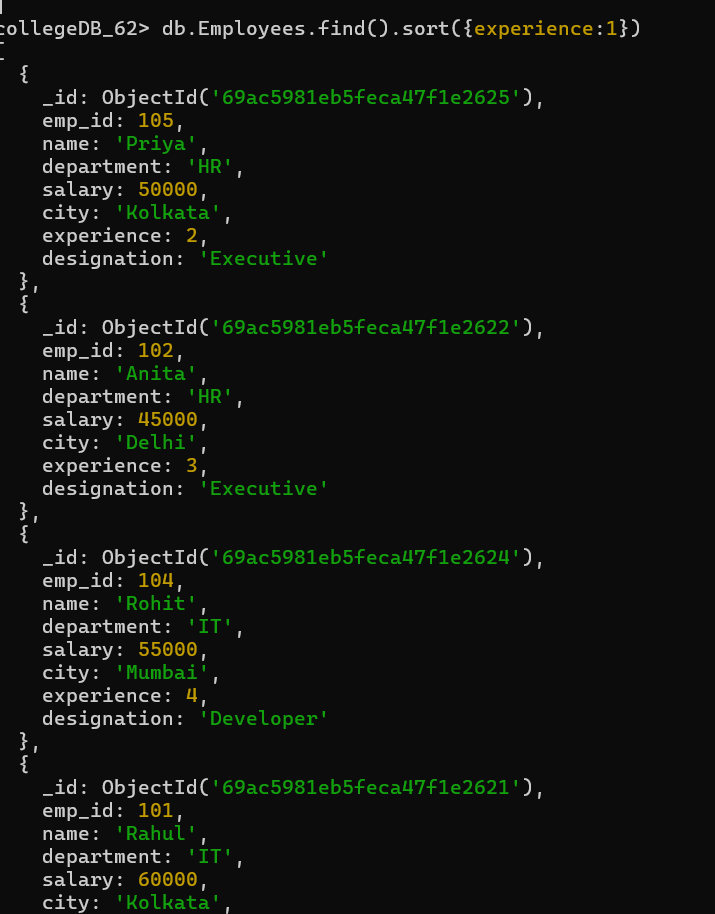 collegeDB_62> db.Employees.find().sort({experience:1})
[
  {
    _id: ObjectId('69ac5981eb5feca47f1e2625'),
    emp_id: 105,
    name: 'Priya',
    department: 'HR',
    salary: 50000,
    city: 'Kolkata',
    experience: 2,
    designation: 'Executive'
  },
  {
    _id: ObjectId('69ac5981eb5feca47f1e2622'),
    emp_id: 102,
    name: 'Anita',
    department: 'HR',
    salary: 45000,
    city: 'Delhi',
    experience: 3,
    designation: 'Executive'
  },
  {
    _id: ObjectId('69ac5981eb5feca47f1e2624'),
    emp_id: 104,
    name: 'Rohit',
    department: 'IT',
    salary: 55000,
    city: 'Mumbai',
    experience: 4,
    designation: 'Developer'
  },
  {
    _id: ObjectId('69ac5981eb5feca47f1e2621'),
    emp_id: 101,
    name: 'Rahul',
    department: 'IT',
    salary: 60000,
    city: 'Kolkata',